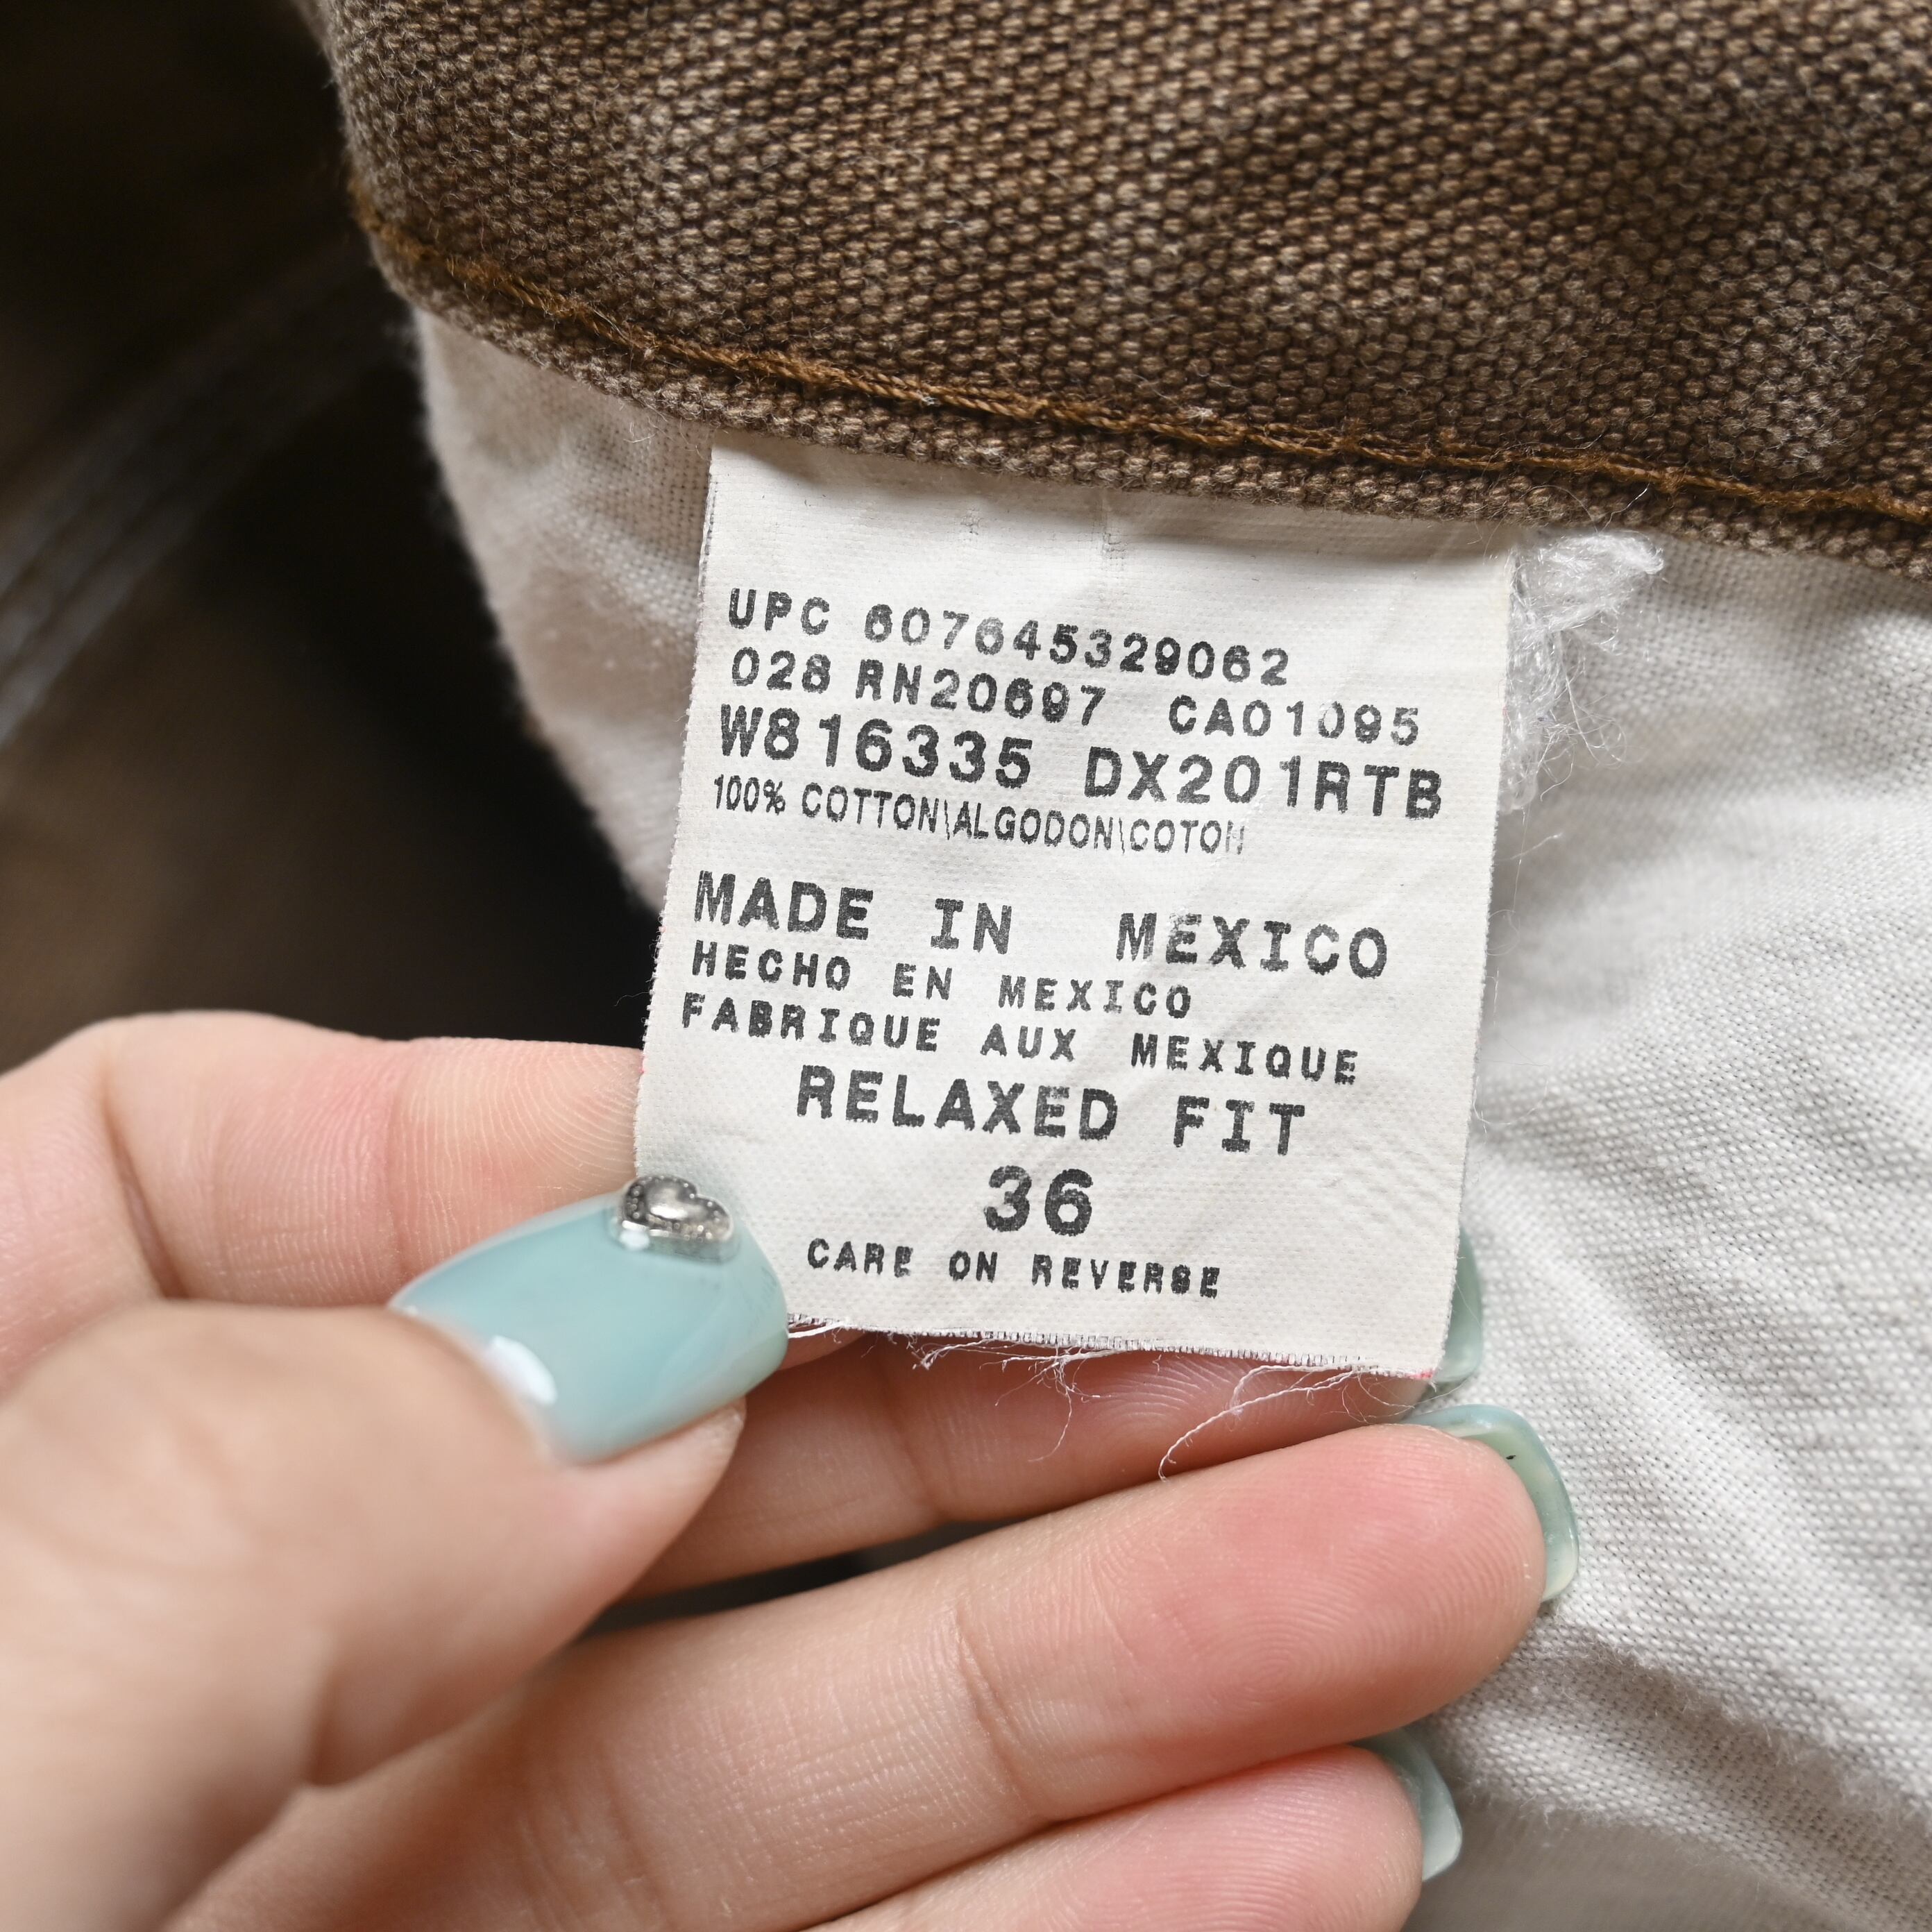 UPC 607645329062
028 RN20697 CA01095
W816335 DX201RTB
100% COTTON\ALGODON\COTON
MADE IN MEXICO
HECHO EN MEXICO
FABRIQUE AUX MEXIQUE
RELAXED FIT
36
CARE ON REVERSE